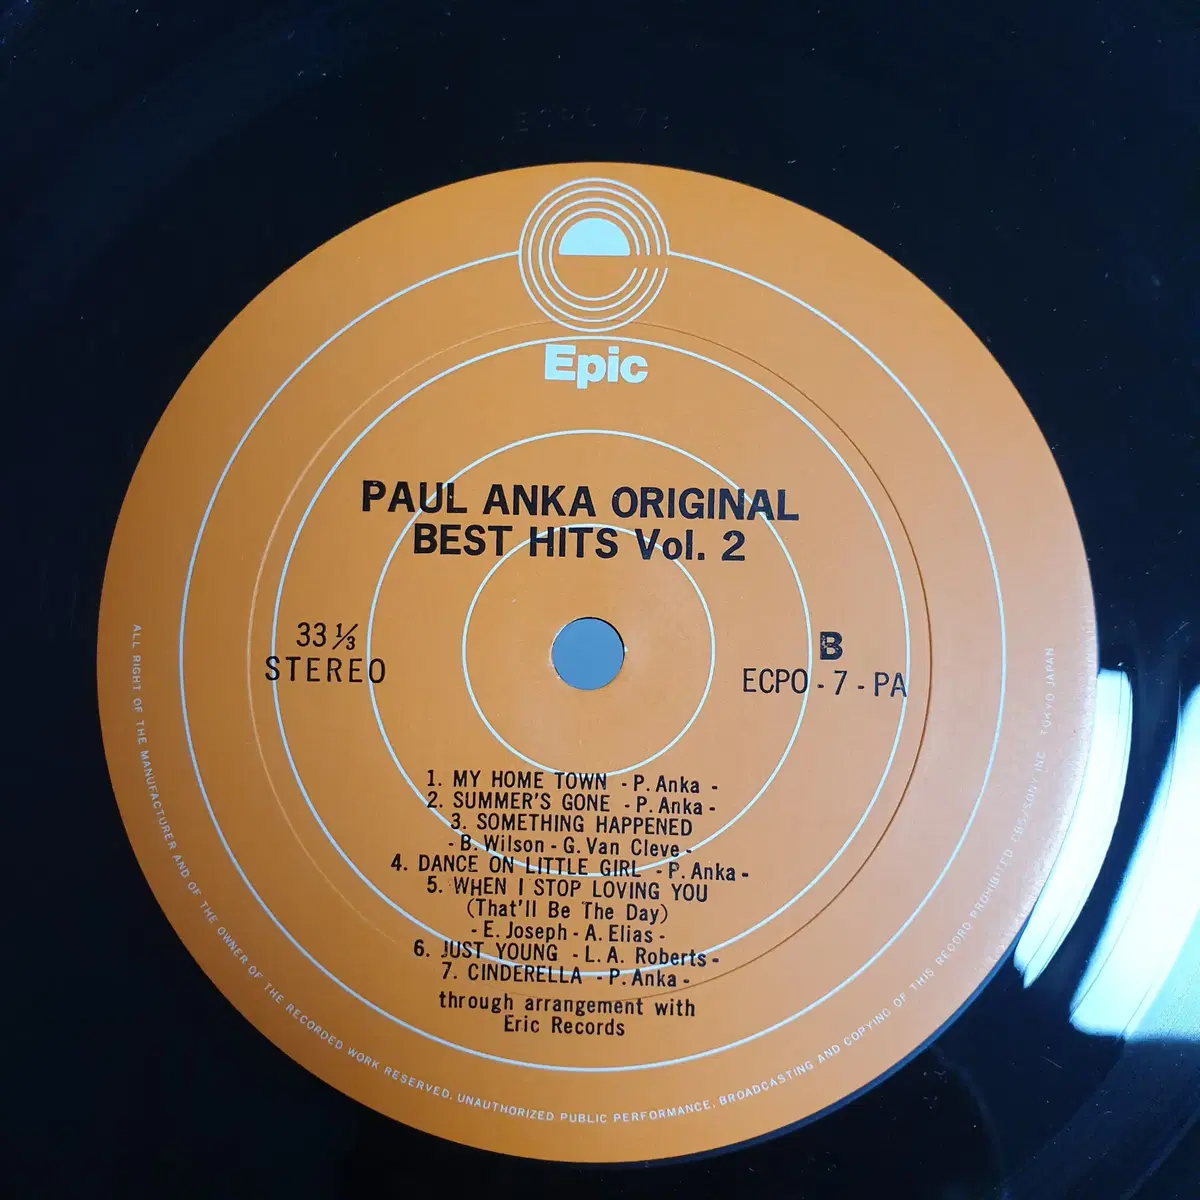 Epic
PAUL ANKA ORIGINAL
BEST HITS Vol. 2
33 1/3
STEREO
B
ECPO - 7 - PA
1. MY HOME TOWN - P. Anka -
2. SUMMER'S GONE - P. Anka -
3. SOMETHING HAPPENED
- B. Wilson - G. Van Cleve -
4. DANCE ON LITTLE GIRL - P. Anka -
5. WHEN I STOP LOVING YOU
(That'll Be The Day)
- E. Joseph - A. Elias -
6. JUST YOUNG - L. A. Roberts -
7. CINDERELLA - P. Anka -
through arrangement with
Eric Records
ALL RIGHT OF THE MANUFACTURER AND OF THE OWNER OF THE RECORDED WORK RESERVED. UNAUTHORIZED PUBLIC PERFORMANCE. BROADCASTING AND COPYING OF THIS RECORD PROHIBITED CBS/SONY INC TOKYO JAPAN